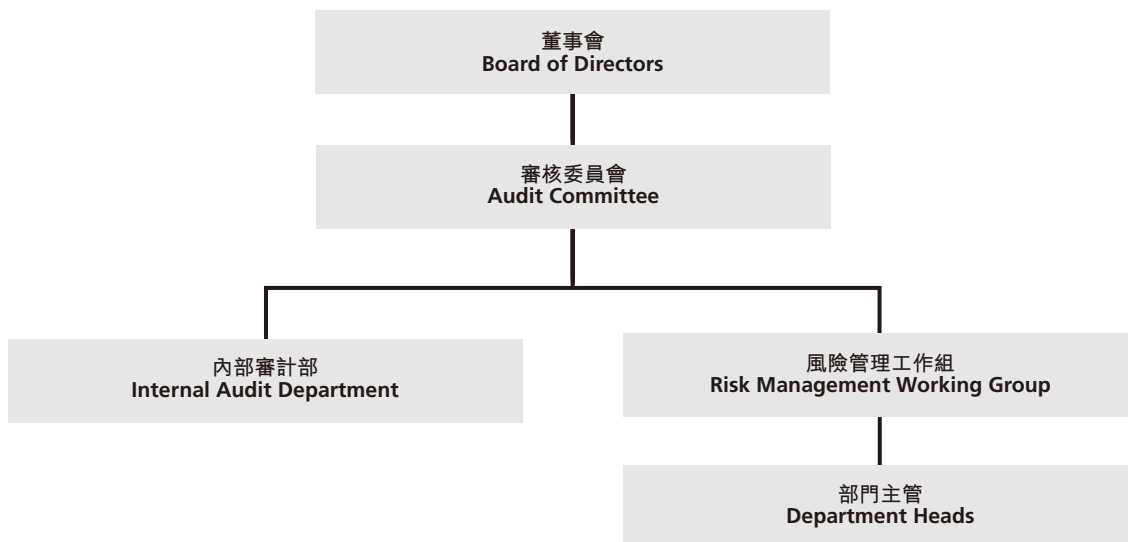 董事會
Board of Directors
審核委員會
Audit Committee
內部審計部
Internal Audit Department
風險管理工作組
Risk Management Working Group
部門主管
Department Heads